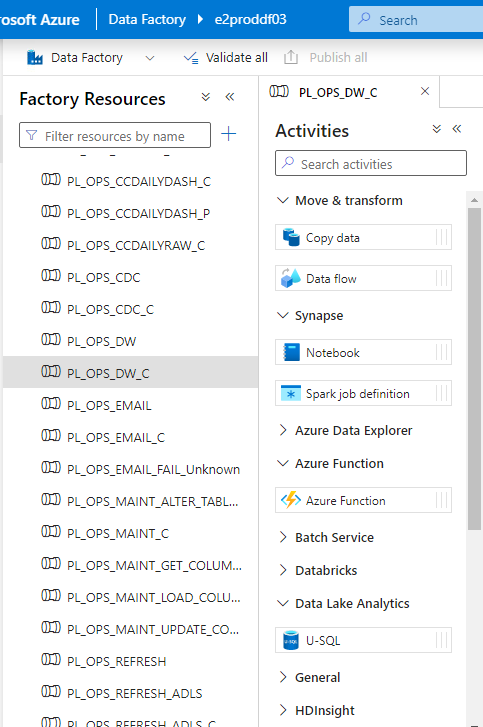 rosoft Azure
Data Factory
e2proddf03
Search
Data Factory
Validate all
Publish all
Factory Resources
Filter resources by name
PL_OPS_CCDAILYDASH_C
PL_OPS_CCDAILYDASH_P
PL_OPS_CCDAILYRAW_C
PL_OPS_CDC
PL_OPS_CDC_C
PL_OPS_DW
PL_OPS_DW_C
PL_OPS_EMAIL
PL_OPS_EMAIL_C
PL_OPS_EMAIL_FAIL_Unknown
PL_OPS_MAINT_ALTER_TABL...
PL_OPS_MAINT_C
PL_OPS_MAINT_GET_COLUM...
PL_OPS_MAINT_LOAD_COLU...
PL_OPS_MAINT_UPDATE_CO...
PL_OPS_REFRESH
PL_OPS_REFRESH_ADLS
PL_OPS_REFRESH_ADLS_C
PL_OPS_DW_C
Activities
Search activities
Move & transform
Copy data
Data flow
Synapse
Notebook
Spark job definition
Azure Data Explorer
Azure Function
Azure Function
Batch Service
Databricks
Data Lake Analytics
U-SQL
General
HDInsight